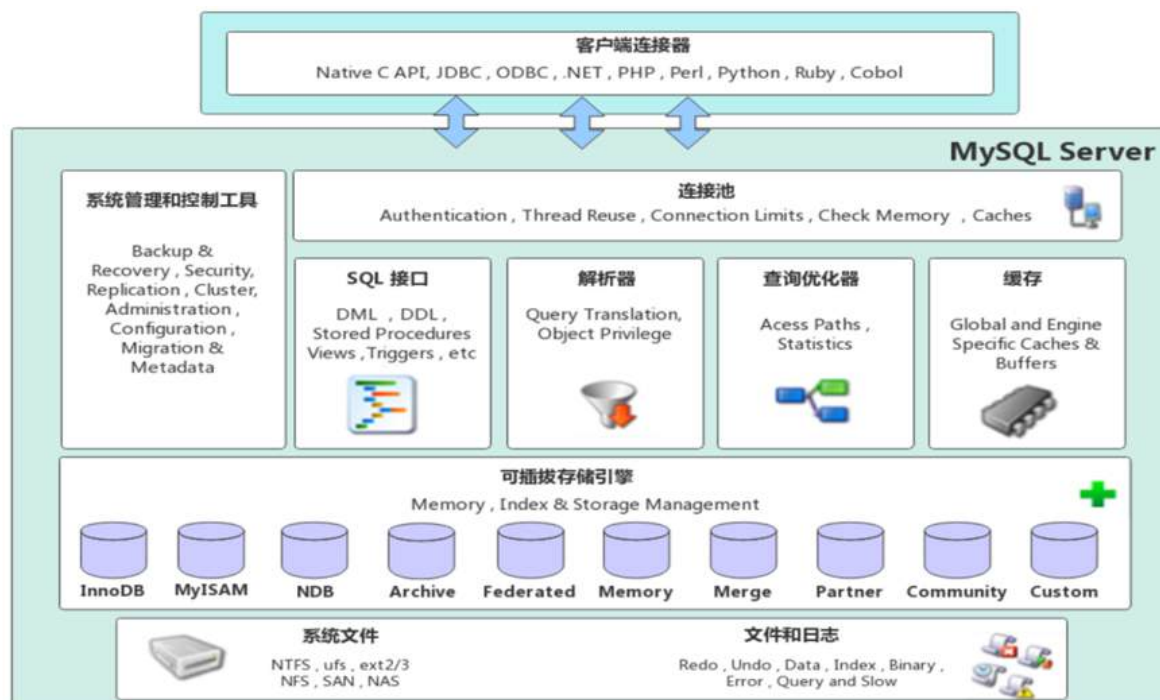 客户端连接器
Native C API, JDBC , ODBC , .NET , PHP , Perl , Python , Ruby , Cobol
MySQL Server
系统管理和控制工具
Backup &
Recovery , Security,
Replication , Cluster,
Administration ,
Configuration ,
Migration &
Metadata
连接池
Authentication , Thread Reuse , Connection Limits , Check Memory , Caches
SQL 接口
DML , DDL ,
Stored Procedures
Views ,Triggers , etc
解析器
Query Translation,
Object Privilege
查询优化器
Acess Paths ,
Statistics
缓存
Global and Engine
Specific Caches &
Buffers
可插拔存储引擎
Memory , Index & Storage Management
InnoDB
MyISAM
NDB
Archive
Federated
Memory
Merge
Partner
Community
Custom
系统文件
NTFS , ufs , ext2/3
NFS , SAN , NAS
文件和日志
Redo , Undo , Data , Index , Binary ,
Error , Query and Slow